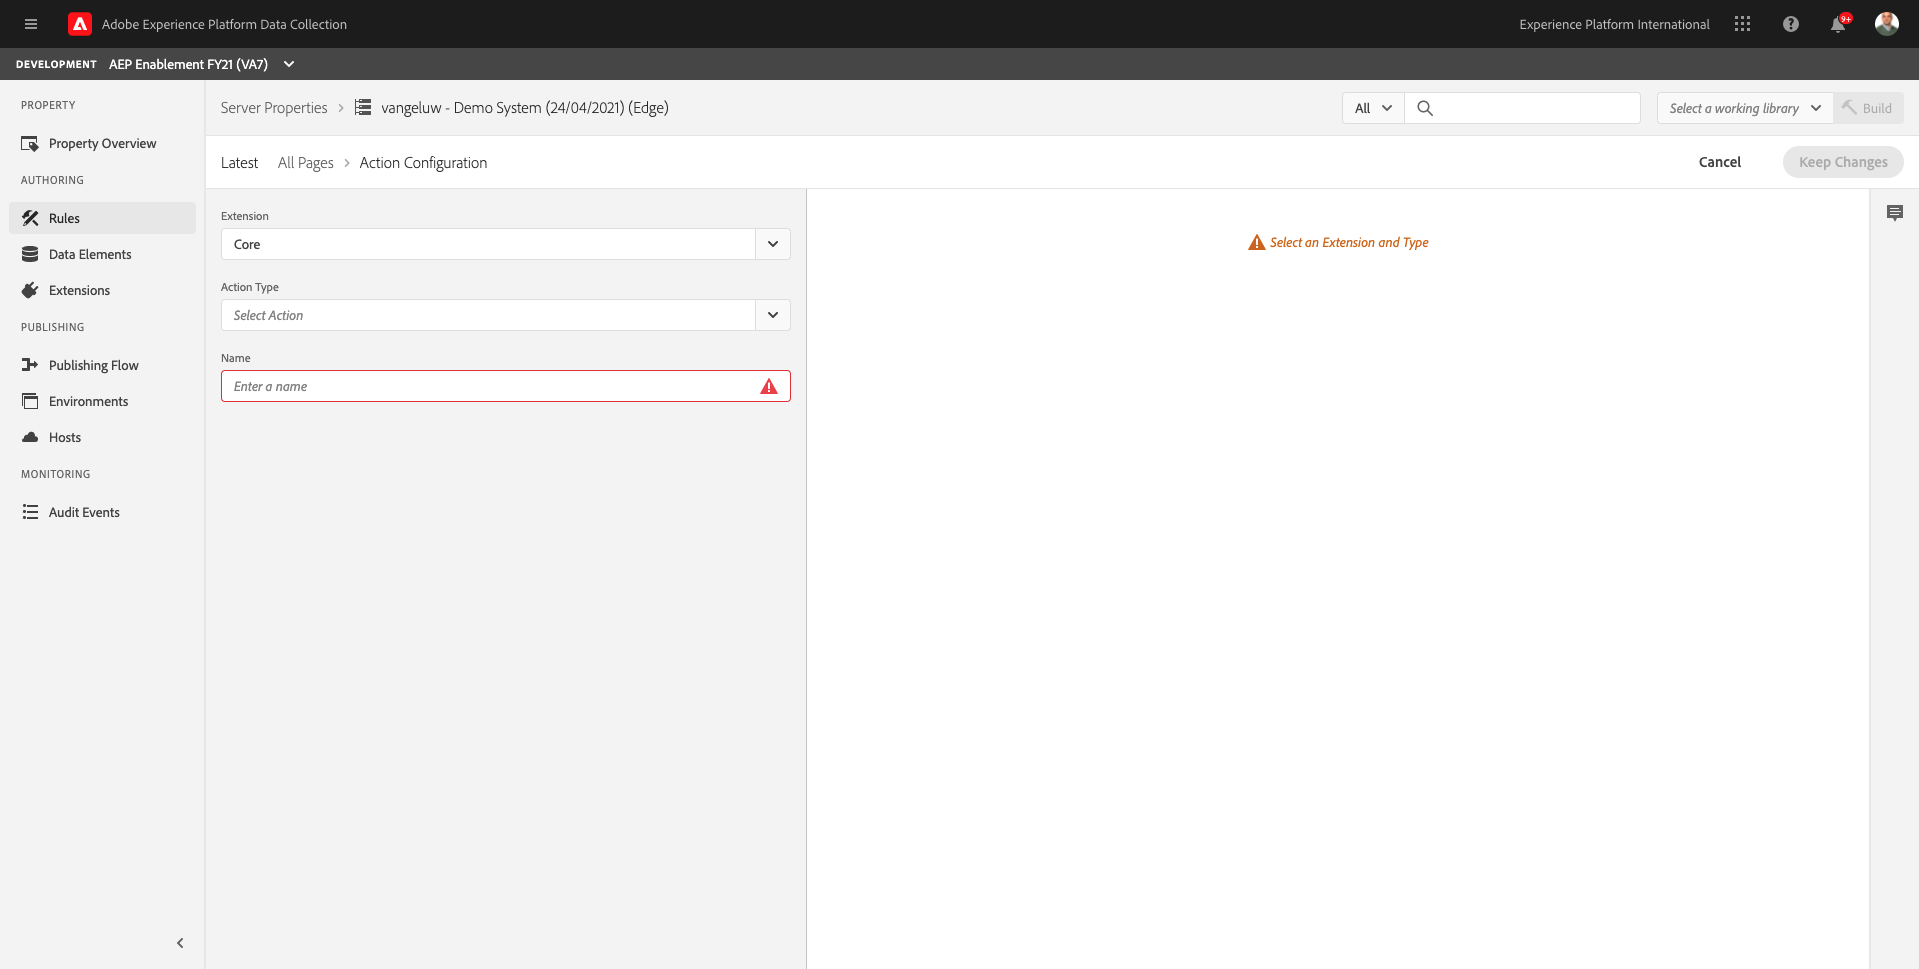 Adobe Experience Platform Data Collection
Experience Platform International
9+
DEVELOPMENT AEP Enablement FY21 (VA7)
PROPERTY
Property Overview
AUTHORING
Rules
Data Elements
Extensions
PUBLISHING
Publishing Flow
Environments
Hosts
MONITORING
Audit Events
Server Properties > vangeluw - Demo System (24/04/2021) (Edge)
All
Select a working library
Build
Latest All Pages > Action Configuration
Cancel
Keep Changes
Extension
Core
Action Type
Select Action
Name
Enter a name
Select an Extension and Type